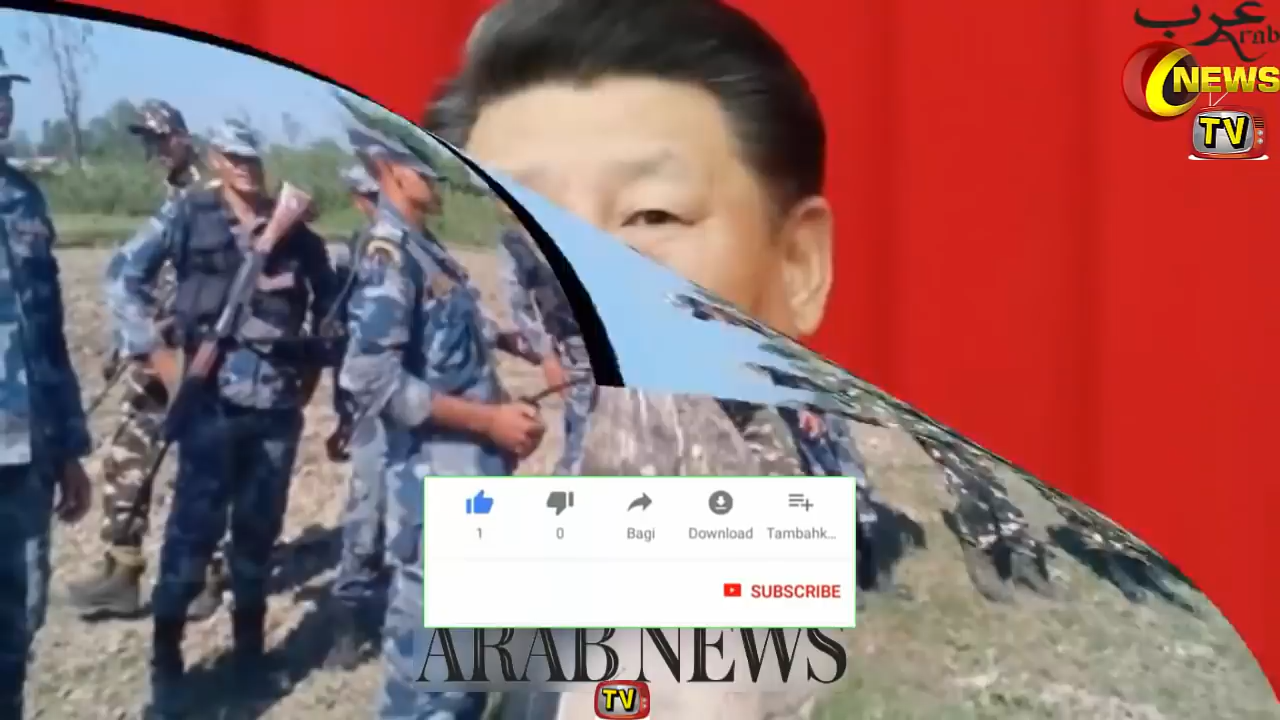 عرب
Arab
NEWS
TV
1
0
Bagi
Download
Tambahk...
SUBSCRIBE
ARAB NEWS
TV